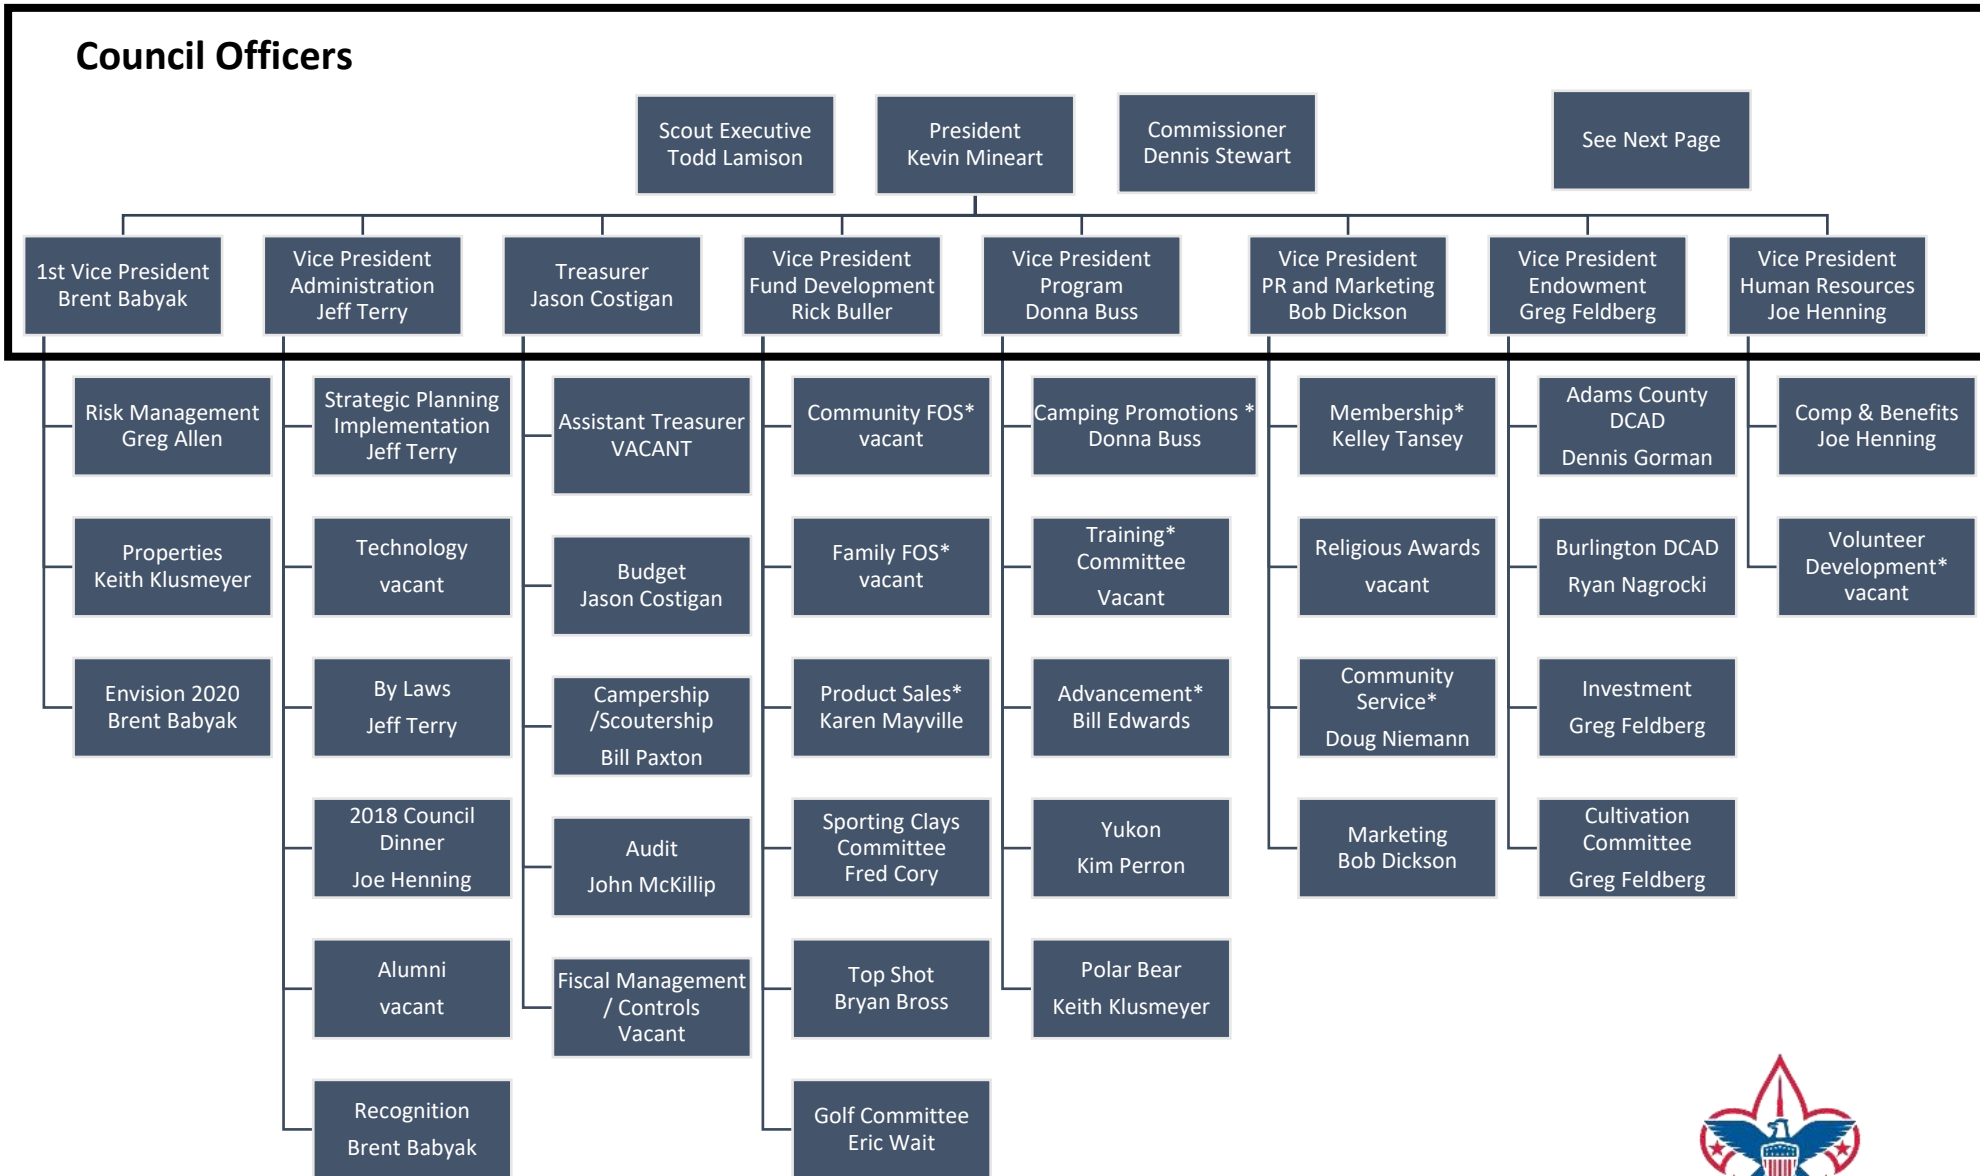 Council Officers
Scout Executive
Todd Lamison
President
Kevin Mineart
Commissioner
Dennis Stewart
See Next Page
1st Vice President
Brent Babyak
Vice President
Administration
Jeff Terry
Treasurer
Jason Costigan
Vice President
Fund Development
Rick Buller
Vice President
Program
Donna Buss
Vice President
PR and Marketing
Bob Dickson
Vice President
Endowment
Greg Feldberg
Vice President
Human Resources
Joe Henning
Risk Management
Greg Allen
Properties
Keith Klusmeyer
Envision 2020
Brent Babyak
Strategic Planning
Implementation
Jeff Terry
Technology
vacant
By Laws
Jeff Terry
2018 Council
Dinner
Joe Henning
Alumni
vacant
Recognition
Brent Babyak
Assistant Treasurer
VACANT
Budget
Jason Costigan
Campership
/Scoutership
Bill Paxton
Audit
John McKillip
Fiscal Management
/ Controls
Vacant
Community FOS*
vacant
Family FOS*
vacant
Product Sales*
Karen Mayville
Sporting Clays
Committee
Fred Cory
Top Shot
Bryan Bross
Golf Committee
Eric Wait
Camping Promotions *
Donna Buss
Training*
Committee
Vacant
Advancement*
Bill Edwards
Yukon
Kim Perron
Polar Bear
Keith Klusmeyer
Membership*
Kelley Tansey
Religious Awards
vacant
Community
Service*
Doug Niemann
Marketing
Bob Dickson
Adams County
DCAD
Dennis Gorman
Burlington DCAD
Ryan Nagrocki
Investment
Greg Feldberg
Cultivation
Committee
Greg Feldberg
Comp & Benefits
Joe Henning
Volunteer
Development*
vacant